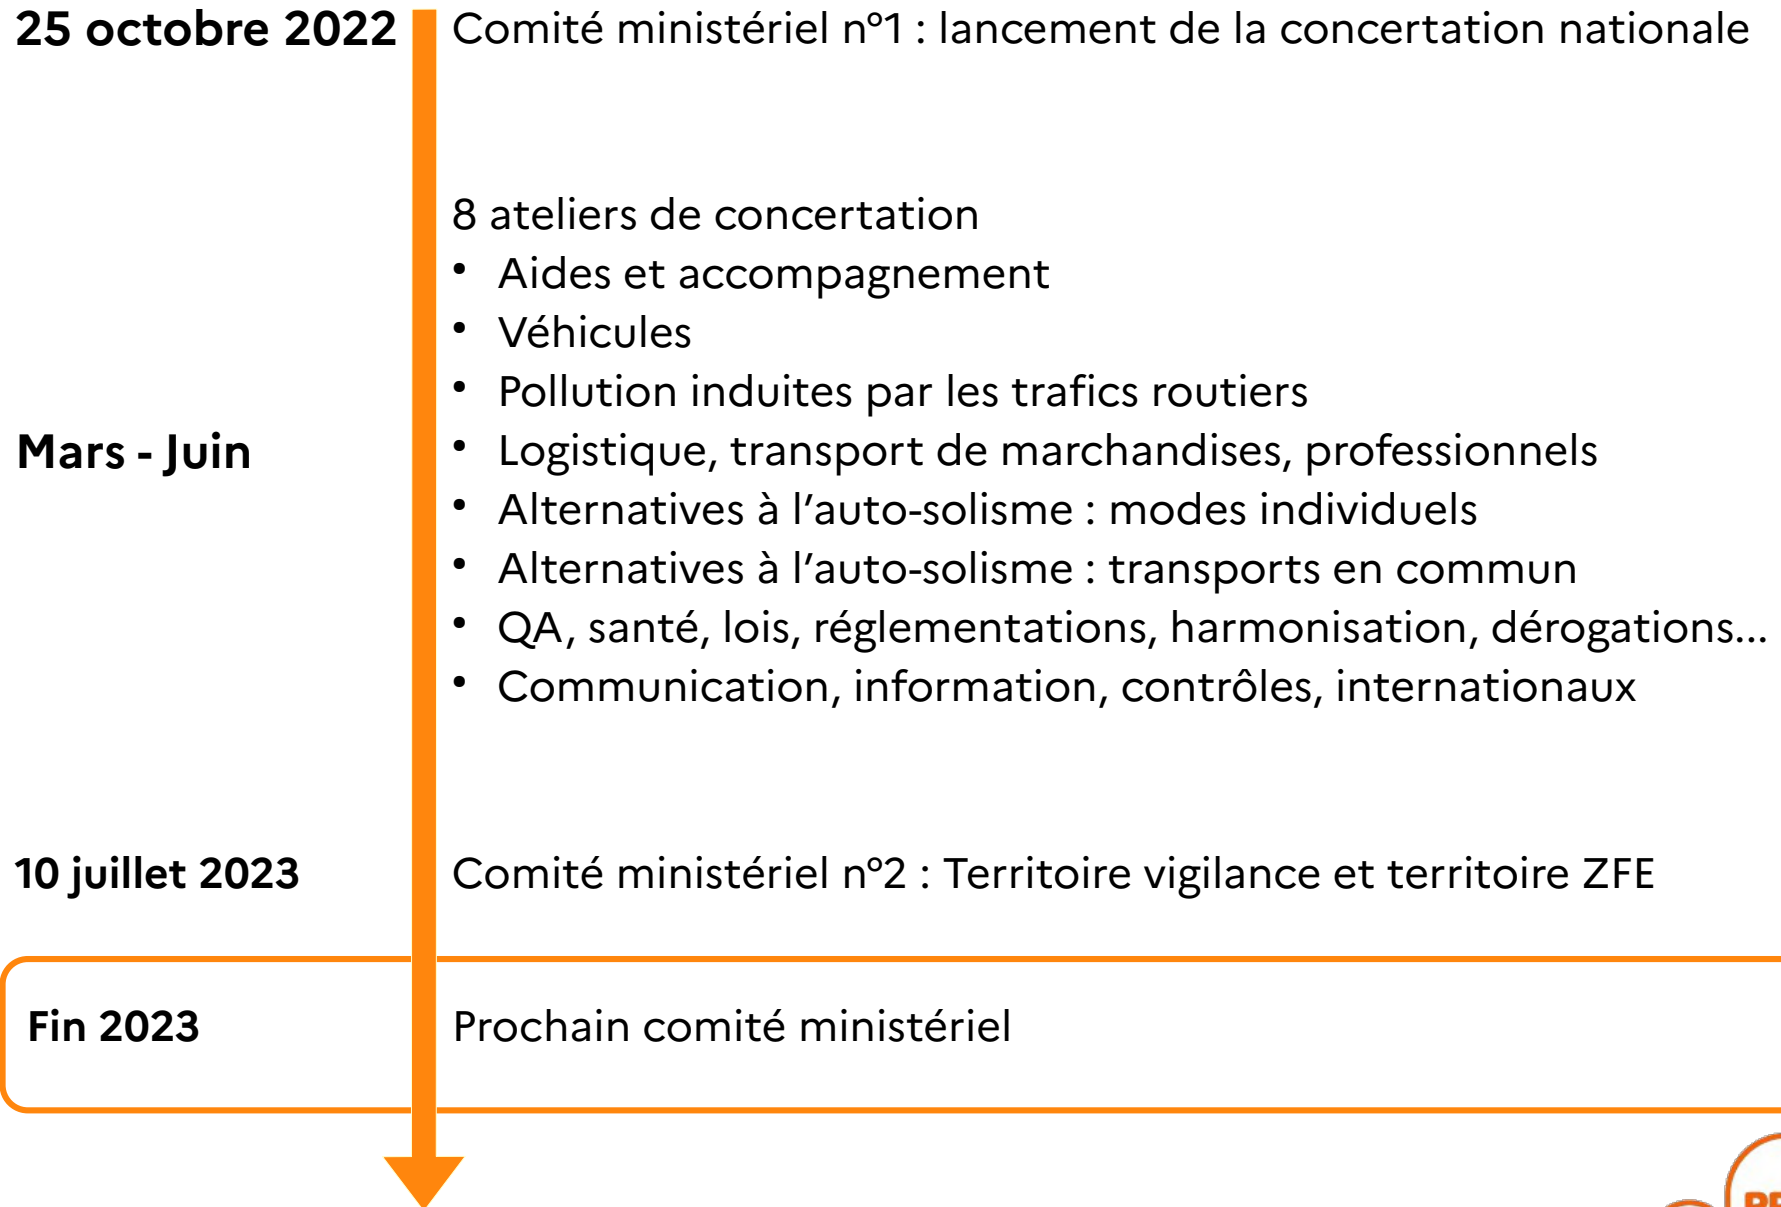 25 octobre 2022 Comité ministériel n°1 : lancement de la concertation nationale
8 ateliers de concertation
• Aides et accompagnement
• Véhicules
• Pollution induites par les trafics routiers
Mars - Juin
• Logistique, transport de marchandises, professionnels
• Alternatives à l’auto-solisme : modes individuels
• Alternatives à l’auto-solisme : transports en commun
• QA, santé, lois, réglementations, harmonisation, dérogations...
• Communication, information, contrôles, internationaux
10 juillet 2023 Comité ministériel n°2 : Territoire vigilance et territoire ZFE
Fin 2023 Prochain comité ministériel